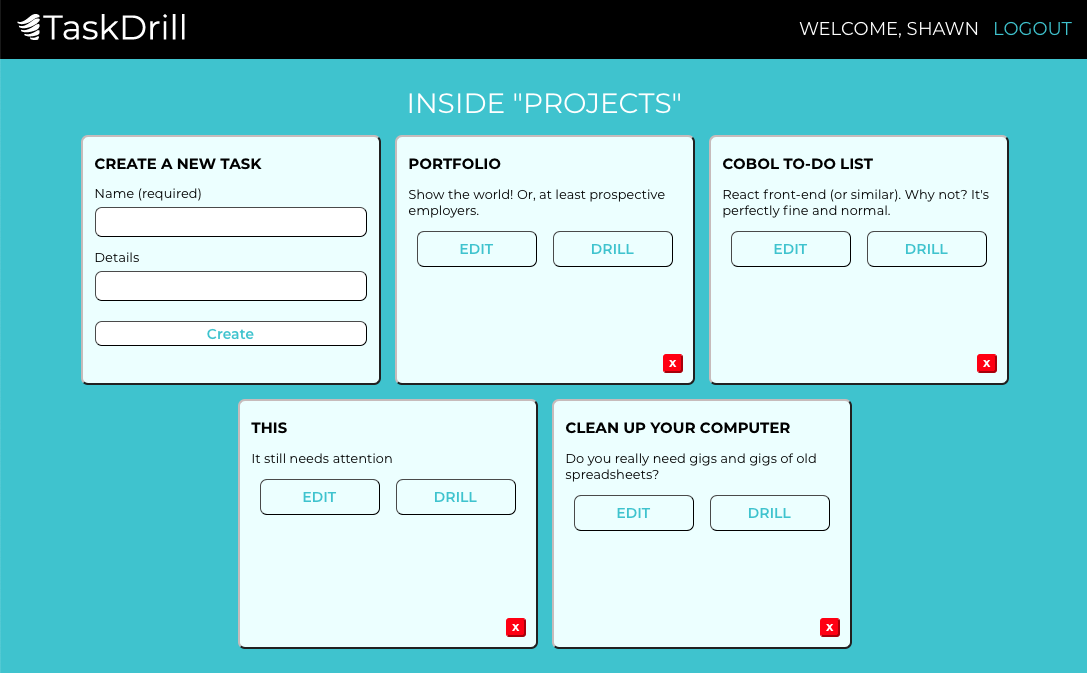 TaskDrill
WELCOME, SHAWN LOGOUT
INSIDE "PROJECTS"
CREATE A NEW TASK
Name (required)
Details
Create
PORTFOLIO
Show the world! Or, at least prospective
employers.
EDIT DRILL
x
COBOL TO-DO LIST
React front-end (or similar). Why not? It's
perfectly fine and normal.
EDIT DRILL
x
THIS
It still needs attention
EDIT DRILL
x
CLEAN UP YOUR COMPUTER
Do you really need gigs and gigs of old
spreadsheets?
EDIT DRILL
x